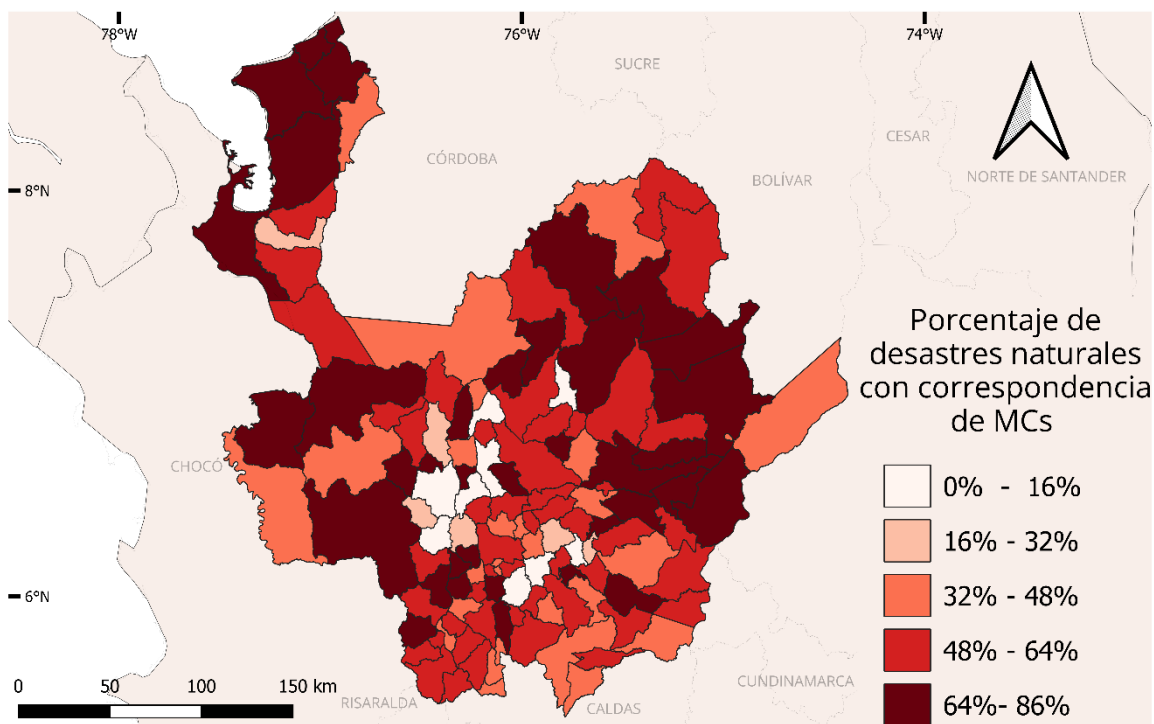 78°W
76°W
74°W
SUCRE
CESAR
CÓRDOBA
NORTE DE SANTANDER
BOLÍVAR
8°N
Porcentaje de
desastres naturales
con correspondencia
de MCs
CHOCÓ
0% - 16%
16% - 32%
32% - 48%
48% - 64%
64%- 86%
6°N
CUNDINAMARCA
0 50 100 150 km
RISARALDA
CALDAS